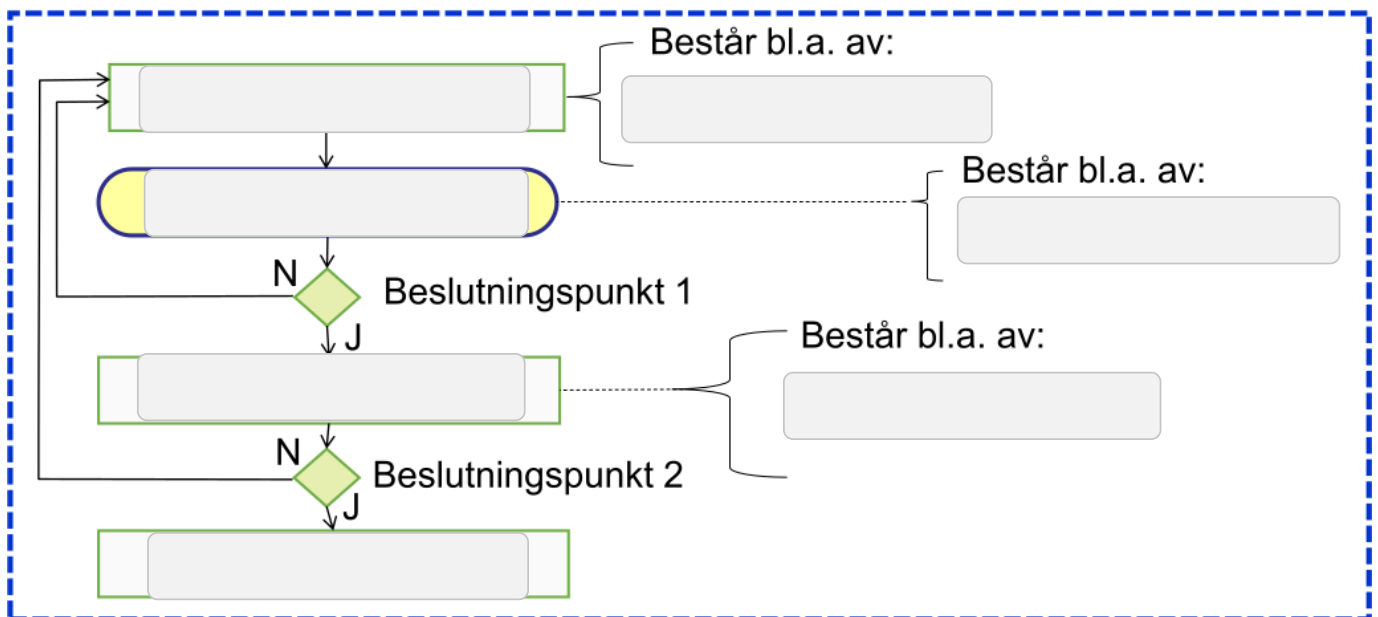 Består bl.a. av:
Består bl.a. av:
N
Beslutningspunkt 1
J
Består bl.a. av:
N
Beslutningspunkt 2
J